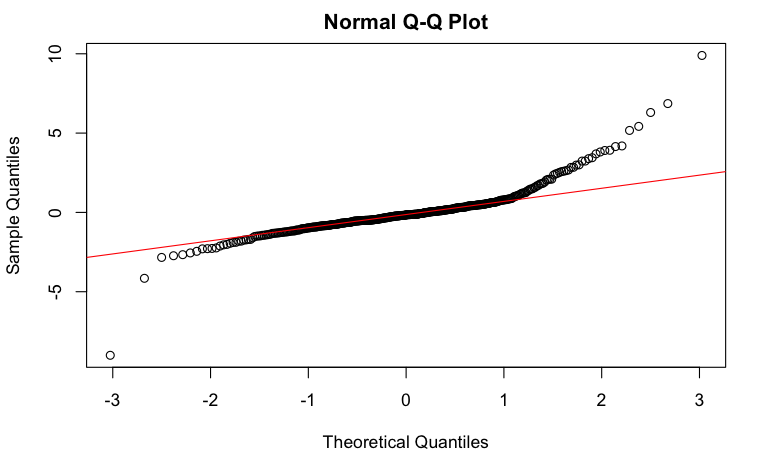 Normal Q-Q Plot
10
5
0
-5
Sample Quantiles
-3 -2 -1 0 1 2 3
Theoretical Quantiles